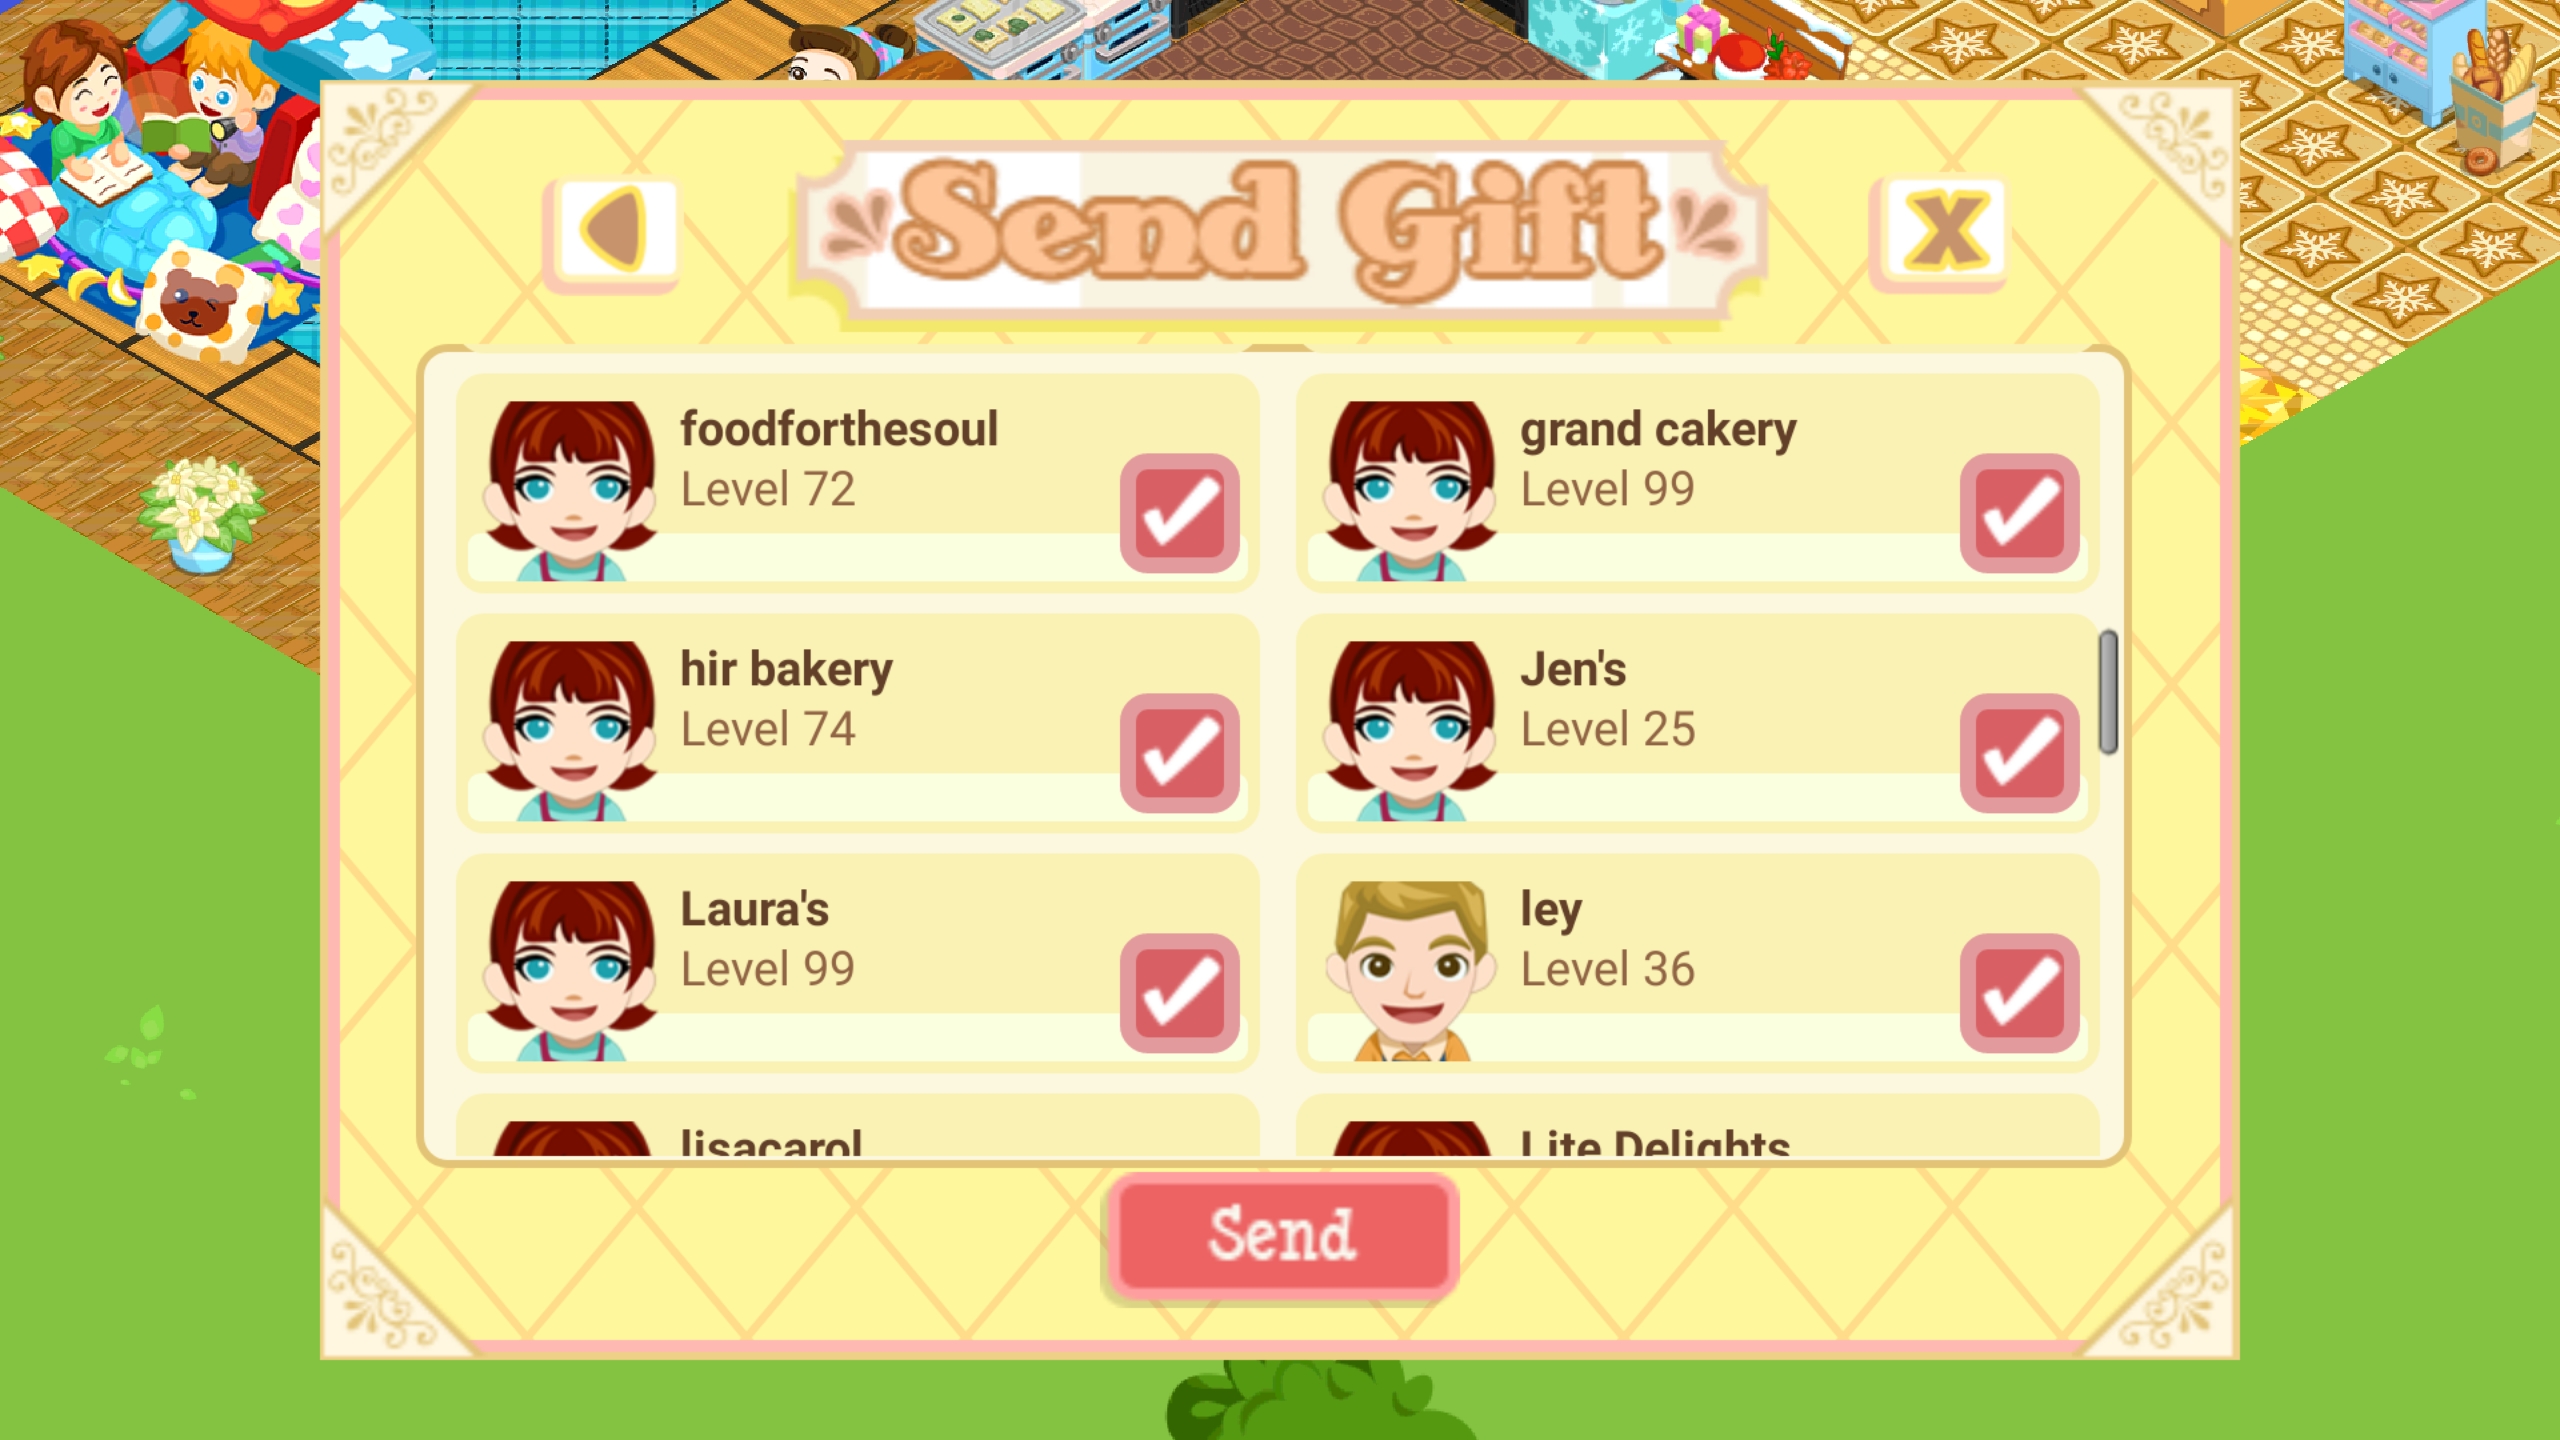 Send Gift
foodforthesoul
Level 72
grand cakery
Level 99
hir bakery
Level 74
Jen's
Level 25
Laura's
Level 99
ley
Level 36
lisacarol
Lite Delights
Send